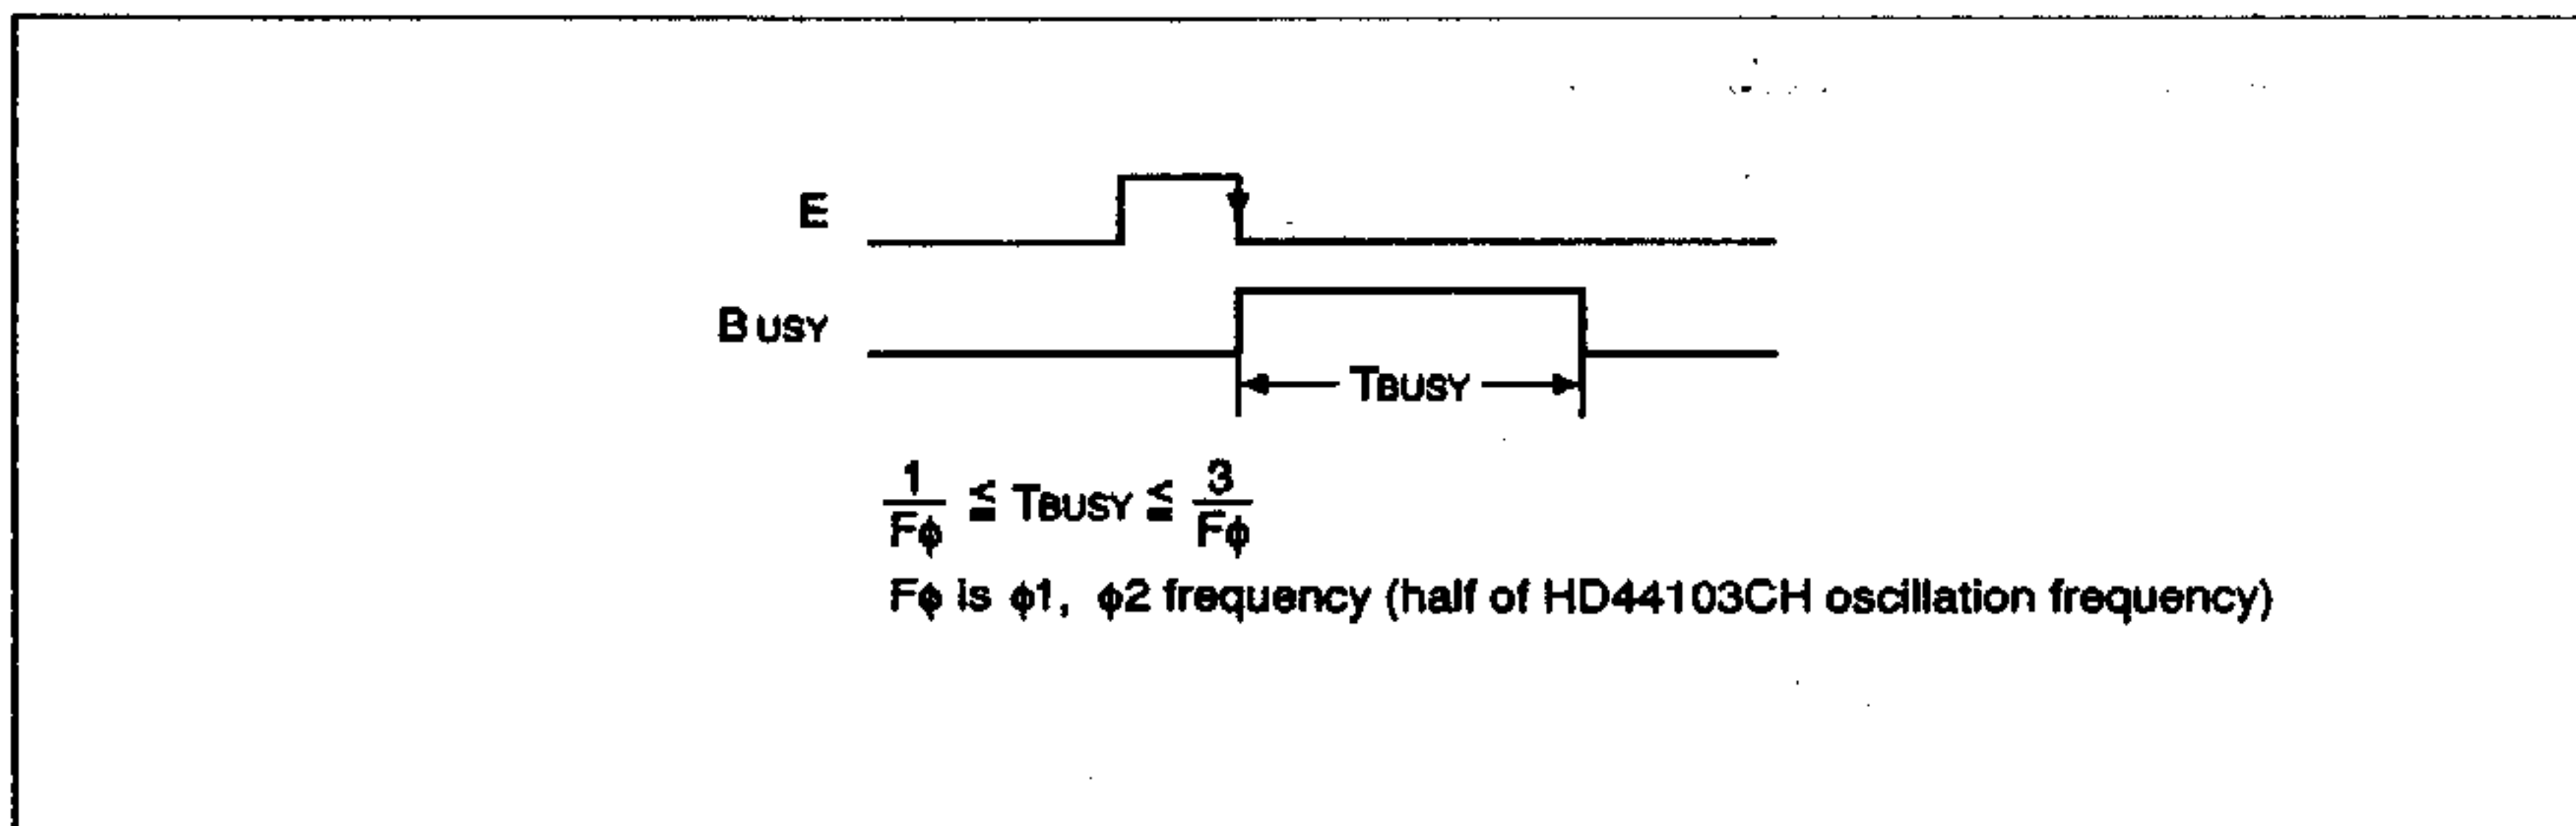 E
BUSY
TBUSY
1/Fφ ≦ TBUSY ≦ 3/Fφ
Fφ is φ1, φ2 frequency (half of HD44103CH oscillation frequency)